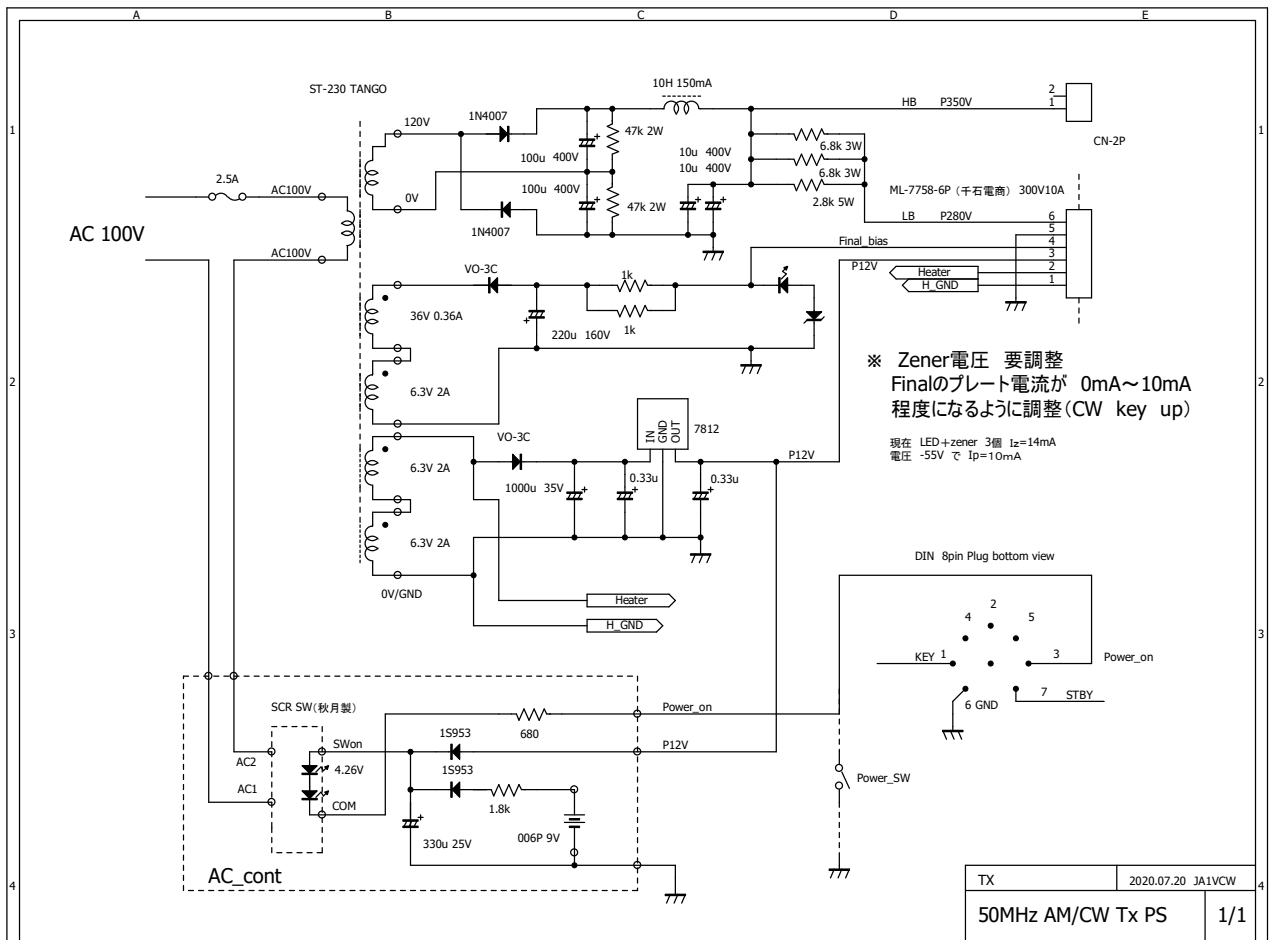 A B C D E
1
2
3
4
1
2
3
4
ST-230 TANGO
10H 150mA
120V
1N4007
47k 2W
100u 400V
10u 400V
10u 400V
HB P350V
2
1
CN-2P
6.8k 3W
6.8k 3W
2.8k 5W
2.5A
AC100V
AC 100V
AC100V
0V
100u 400V
47k 2W
1N4007
ML-7758-6P (千石電商) 300V10A
LB P280V
6
5
4
3
2
1
Final_bias
P12V
Heater
H_GND
VO-3C
1k
1k
36V 0.36A
220u 160V
6.3V 2A
※ Zener電圧 要調整
Finalのプレート電流が 0mA～10mA
程度になるように調整(CW key up)
現在 LED+zener 3個 Iz=14mA
電圧 -55V で Ip=10mA
VO-3C
IN
GND
OUT
7812
P12V
6.3V 2A
1000u 35V
0.33u
0.33u
6.3V 2A
0V/GND
Heater
H_GND
DIN 8pin Plug bottom view
2
4
5
KEY 1
3
Power_on
6 GND
7 STBY
SCR SW(秋月製)
680
Power_on
SWon
1S953
P12V
AC2
4.26V
1S953
AC1
COM
1.8k
330u 25V
006P 9V
AC_cont
Power_SW
TX
2020.07.20 JA1VCW
50MHz AM/CW Tx PS
1/1